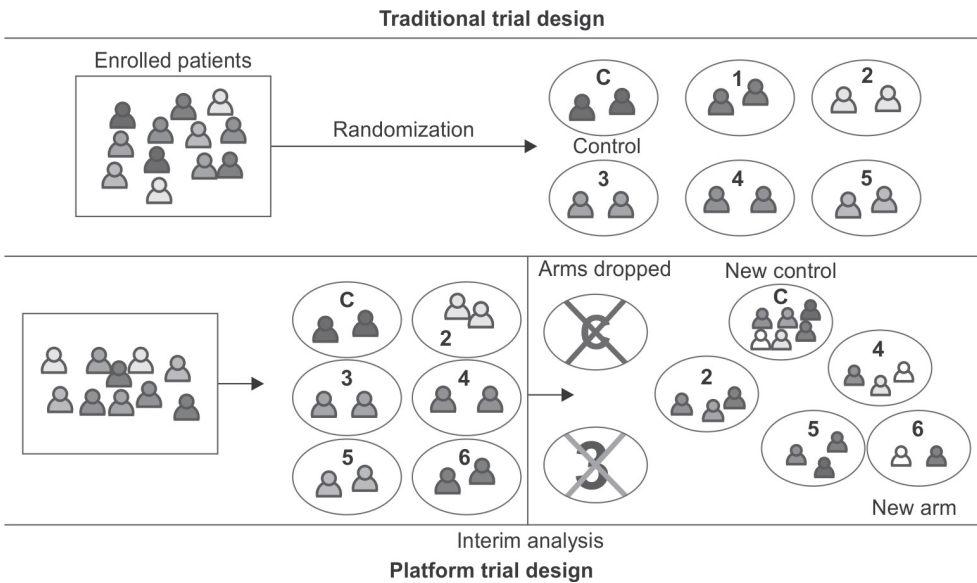 Traditional trial design
Enrolled patients
Randomization
C
1
2
Control
3
4
5
C
2
3
4
5
6
Arms dropped
C
3
New control
C
2
4
5
6
New arm
Interim analysis
Platform trial design